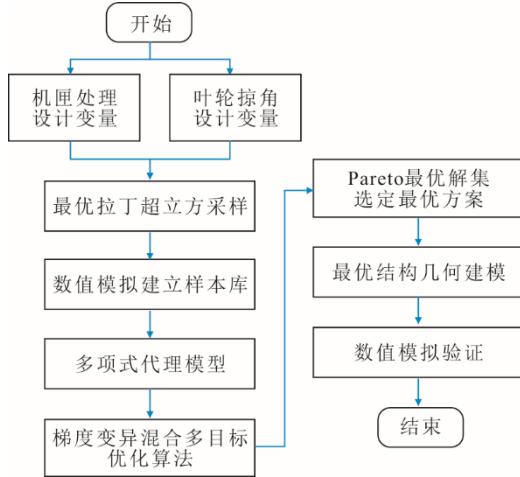 开始
机匣处理
设计变量
叶轮掠角
设计变量
最优拉丁超立方采样
数值模拟建立样本库
多项式代理模型
梯度变异混合多目标
优化算法
Pareto最优解集
选定最优方案
最优结构几何建模
数值模拟验证
结束